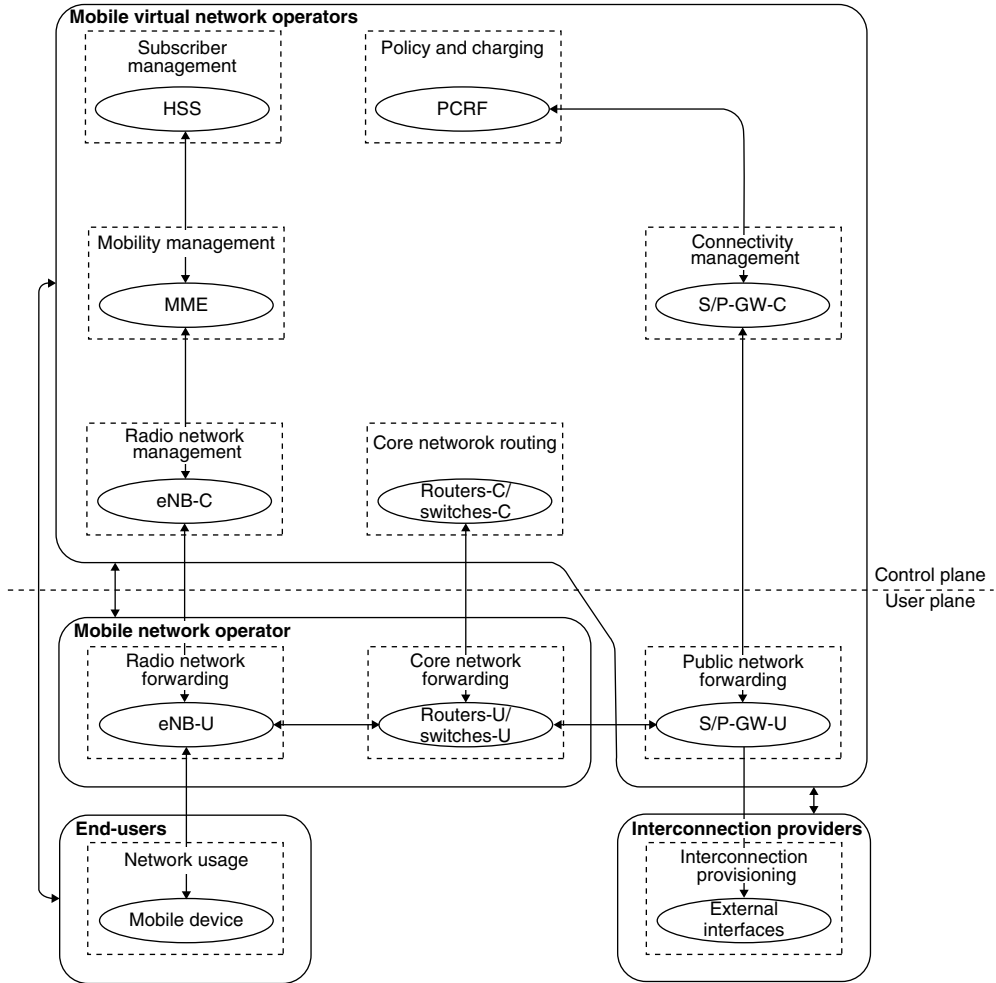 Mobile virtual network operators
Subscriber
management
HSS
Policy and charging
PCRF
Mobility management
MME
Connectivity
management
S/P-GW-C
Radio network
management
eNB-C
Core networok routing
Routers-C/
switches-C
Control plane
User plane
Mobile network operator
Radio network
forwarding
eNB-U
Core network
forwarding
Routers-U/
switches-U
Public network
forwarding
S/P-GW-U
End-users
Network usage
Mobile device
Interconnection providers
Interconnection
provisioning
External
interfaces